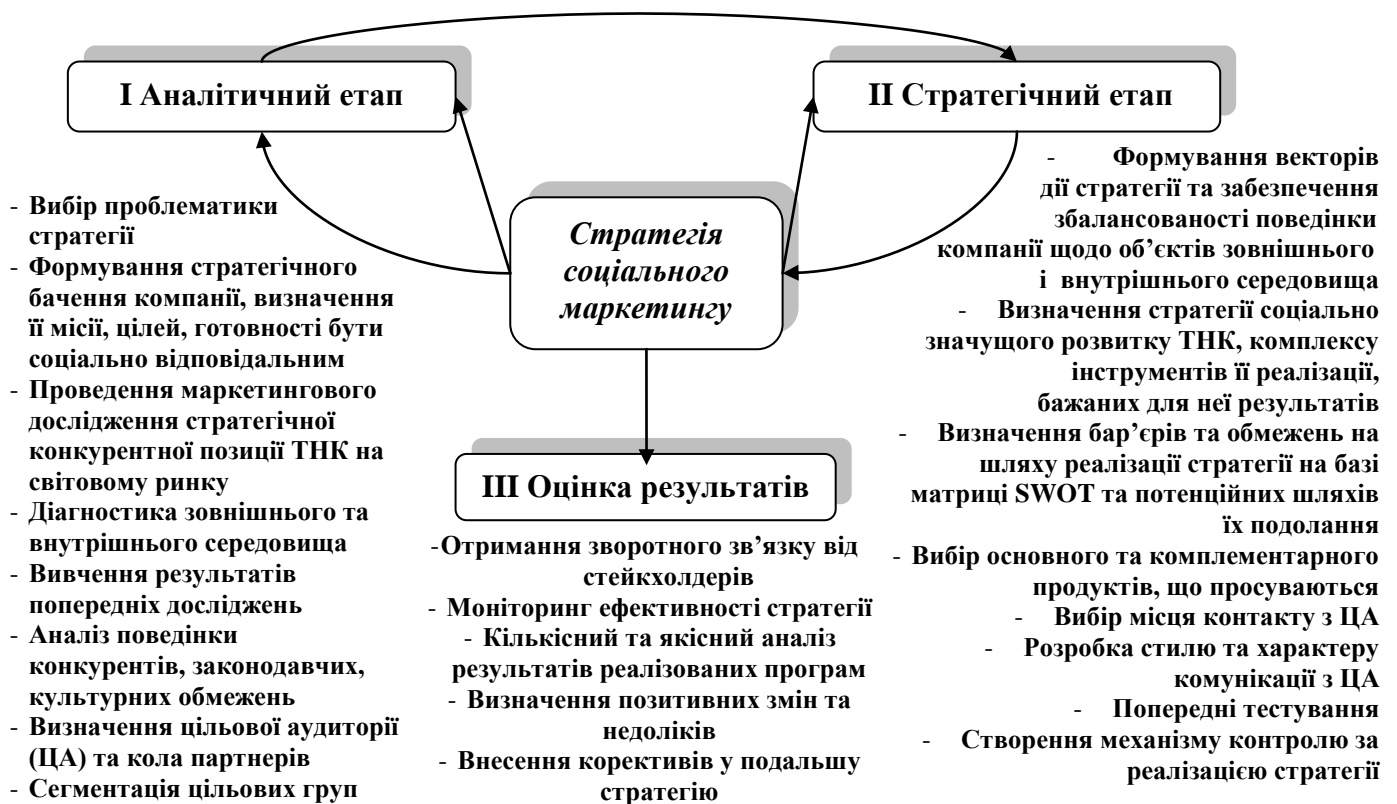 І Аналітичний етап
- Вибір проблематики
стратегії
- Формування стратегічного
бачення компанії, визначення
її місії, цілей, готовності бути
соціально відповідальним
- Проведення маркетингового
дослідження стратегічної
конкурентної позиції ТНК на
світовому ринку
- Діагностика зовнішнього та
внутрішнього середовища
- Вивчення результатів
попередніх досліджень
- Аналіз поведінки
конкурентів, законодавчих,
культурних обмежень
- Визначення цільової аудиторії
(ЦА) та кола партнерів
- Сегментація цільових груп
Стратегія
соціального
маркетингу
ІІ Стратегічний етап
- Формування векторів
дії стратегії та забезпечення
збалансованості поведінки
компанії щодо об’єктів зовнішнього
і внутрішнього середовища
- Визначення стратегії соціально
значущого розвитку ТНК, комплексу
інструментів її реалізації,
бажаних для неї результатів
- Визначення бар’єрів та обмежень на
шляху реалізації стратегії на базі
матриці SWOT та потенційних шляхів
їх подолання
- Вибір основного та комплементарного
продуктів, що просуваються
- Вибір місця контакту з ЦА
- Розробка стилю та характеру
комунікації з ЦА
- Попередні тестування
- Створення механізму контролю за
реалізацією стратегії
ІІІ Оцінка результатів
-Отримання зворотного зв’язку від
стейкхолдерів
- Моніторинг ефективності стратегії
- Кількісний та якісний аналіз
результатів реалізованих програм
- Визначення позитивних змін та
недоліків
- Внесення корективів у подальшу
стратегію